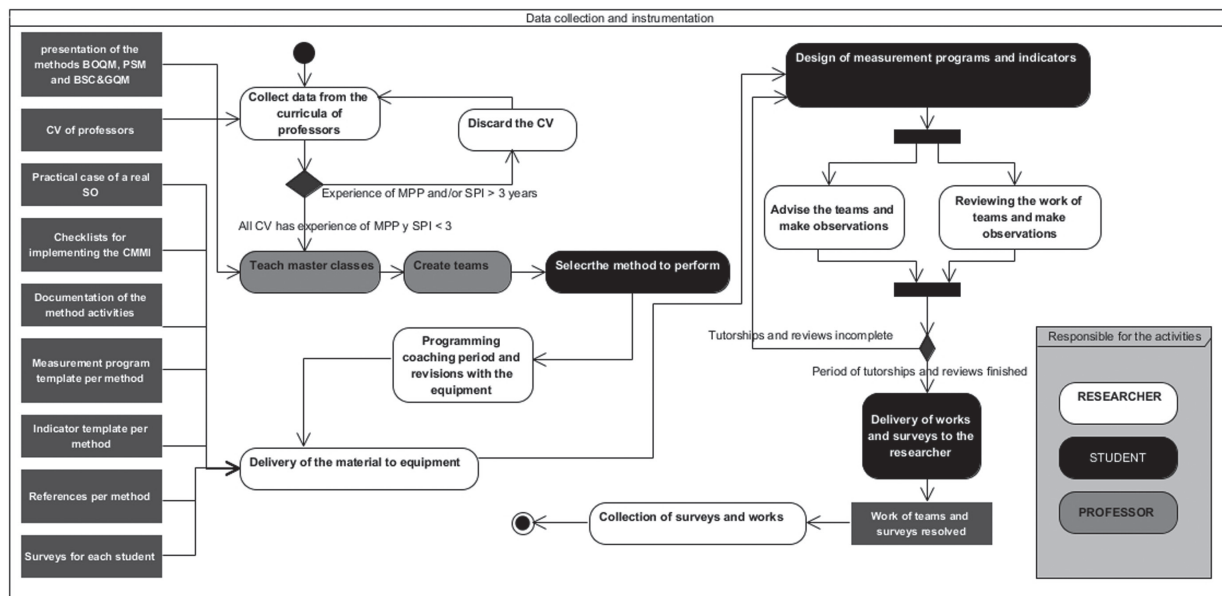 Data collection and instrumentation
presentation of the
methods BOQM, PSM
and BSC&GQM
CV of professors
Practical case of a real
SO
Checklists for
implementing the CMMI
Documentation of the
method activities
Measurement program
template per method
Indicator template per
method
References per method
Surveys for each student
Collect data from the
curricula of
professors
Discard the CV
Experience of MPP and/or SPI > 3 years
All CV has experience of MPP y SPI < 3
Teach master classes
Create teams
Selecrthe method to perform
Programming
coaching period and
revisions with the
equipment
Delivery of the material to equipment
Design of measurement programs and indicators
Advise the teams and
make observations
Reviewing the work of
teams and make
observations
Tutorships and reviews incomplete
Period of tutorships and reviews finished
Delivery of works
and surveys to the
researcher
Work of teams and
surveys resolved
Collection of surveys and works
Responsible for the activities
RESEARCHER
STUDENT
PROFESSOR